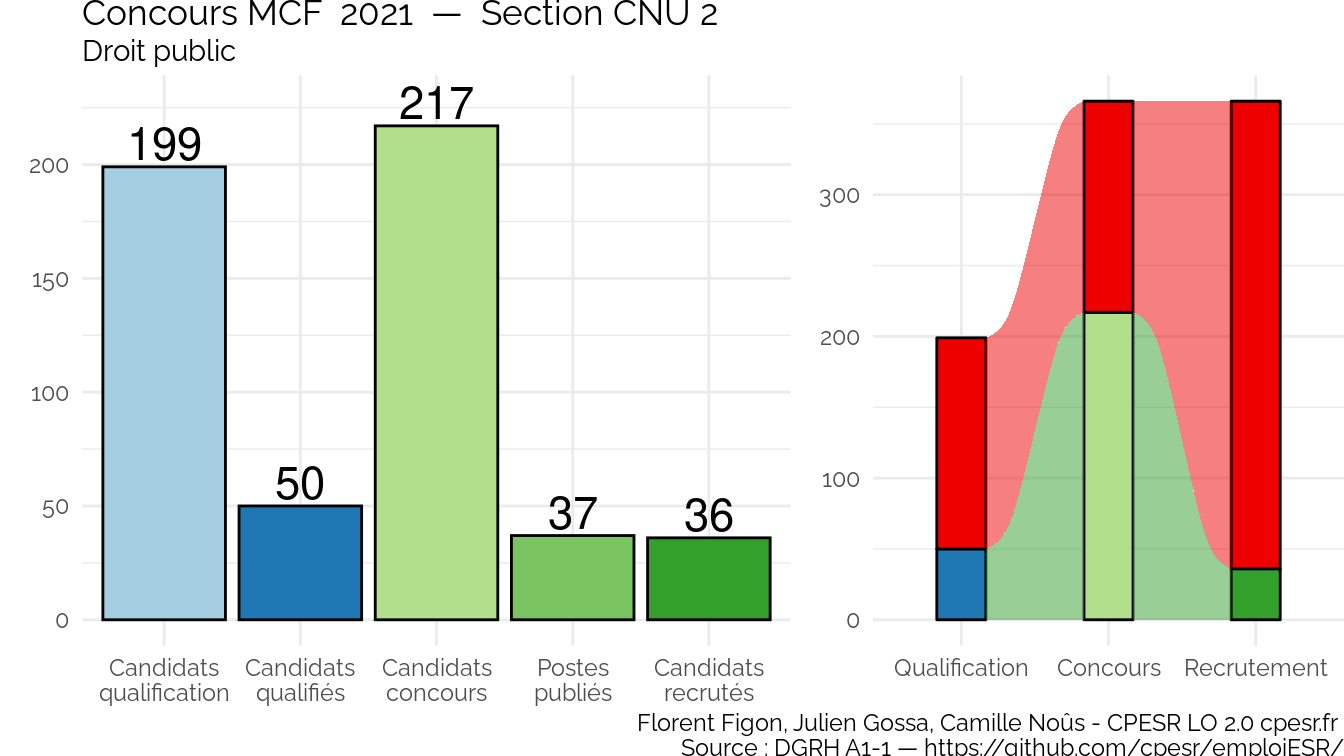 Concours MCF 2021 — Section CNU 2
Droit public
199
50
217
37
36
200
150
100
50
0
Candidats qualification
Candidats qualifiés
Candidats concours
Postes publiés
Candidats recrutés
300
200
100
0
Qualification
Concours
Recrutement
Florent Figon, Julien Gossa, Camille Noûs - CPESR LO 2.0 cpesr.fr
Source : DGRH A1-1 — https://github.com/cpesr/emploiESR/